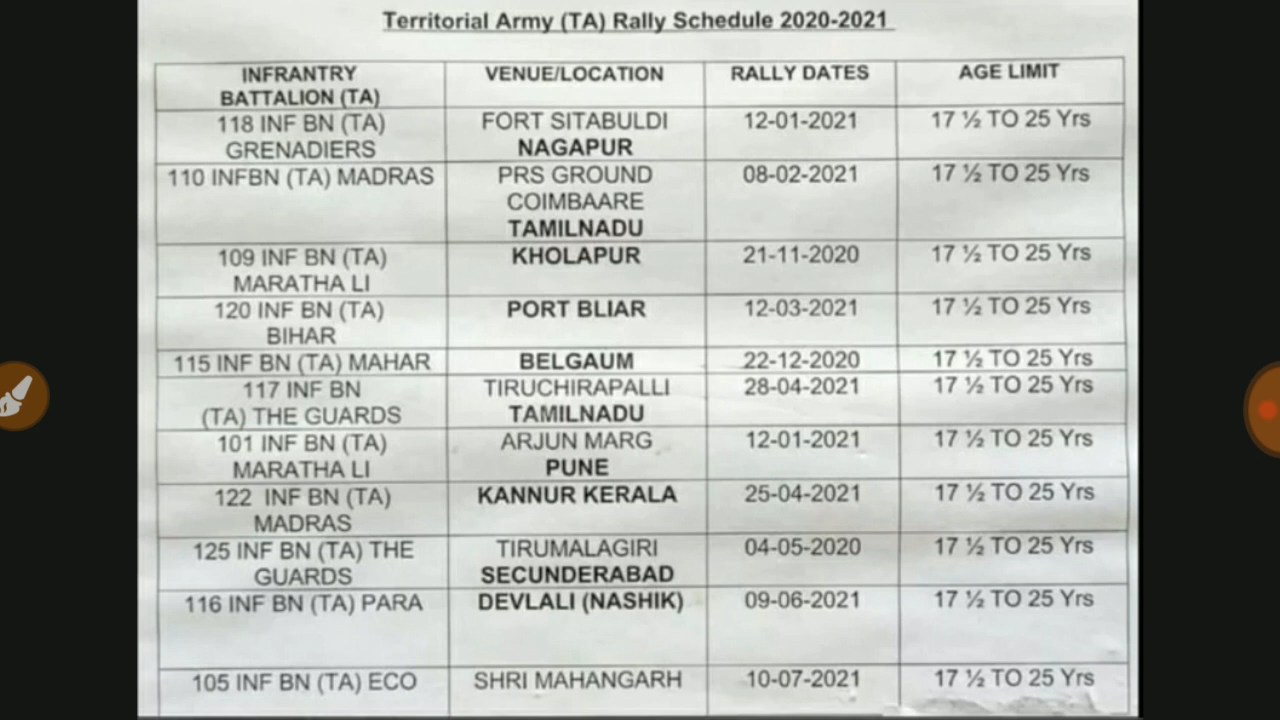 Territorial Army (TA) Rally Schedule 2020-2021
INFRANTRY BATTALION (TA) VENUE/LOCATION RALLY DATES AGE LIMIT
118 INF BN (TA) GRENADIERS FORT SITABULDI NAGAPUR 12-01-2021 17 ½ TO 25 Yrs
110 INFBN (TA) MADRAS PRS GROUND COIMBAARE TAMILNADU 08-02-2021 17 ½ TO 25 Yrs
109 INF BN (TA) MARATHA LI KHOLAPUR 21-11-2020 17 ½ TO 25 Yrs
120 INF BN (TA) BIHAR PORT BLIAR 12-03-2021 17 ½ TO 25 Yrs
115 INF BN (TA) MAHAR BELGAUM 22-12-2020 17 ½ TO 25 Yrs
117 INF BN (TA) THE GUARDS TIRUCHIRAPALLI TAMILNADU 28-04-2021 17 ½ TO 25 Yrs
101 INF BN (TA) MARATHA LI ARJUN MARG PUNE 12-01-2021 17 ½ TO 25 Yrs
122 INF BN (TA) MADRAS KANNUR KERALA 25-04-2021 17 ½ TO 25 Yrs
125 INF BN (TA) THE GUARDS TIRUMALAGIRI SECUNDERABAD 04-05-2020 17 ½ TO 25 Yrs
116 INF BN (TA) PARA DEVLALI (NASHIK) 09-06-2021 17 ½ TO 25 Yrs
105 INF BN (TA) ECO SHRI MAHANGARH 10-07-2021 17 ½ TO 25 Yrs